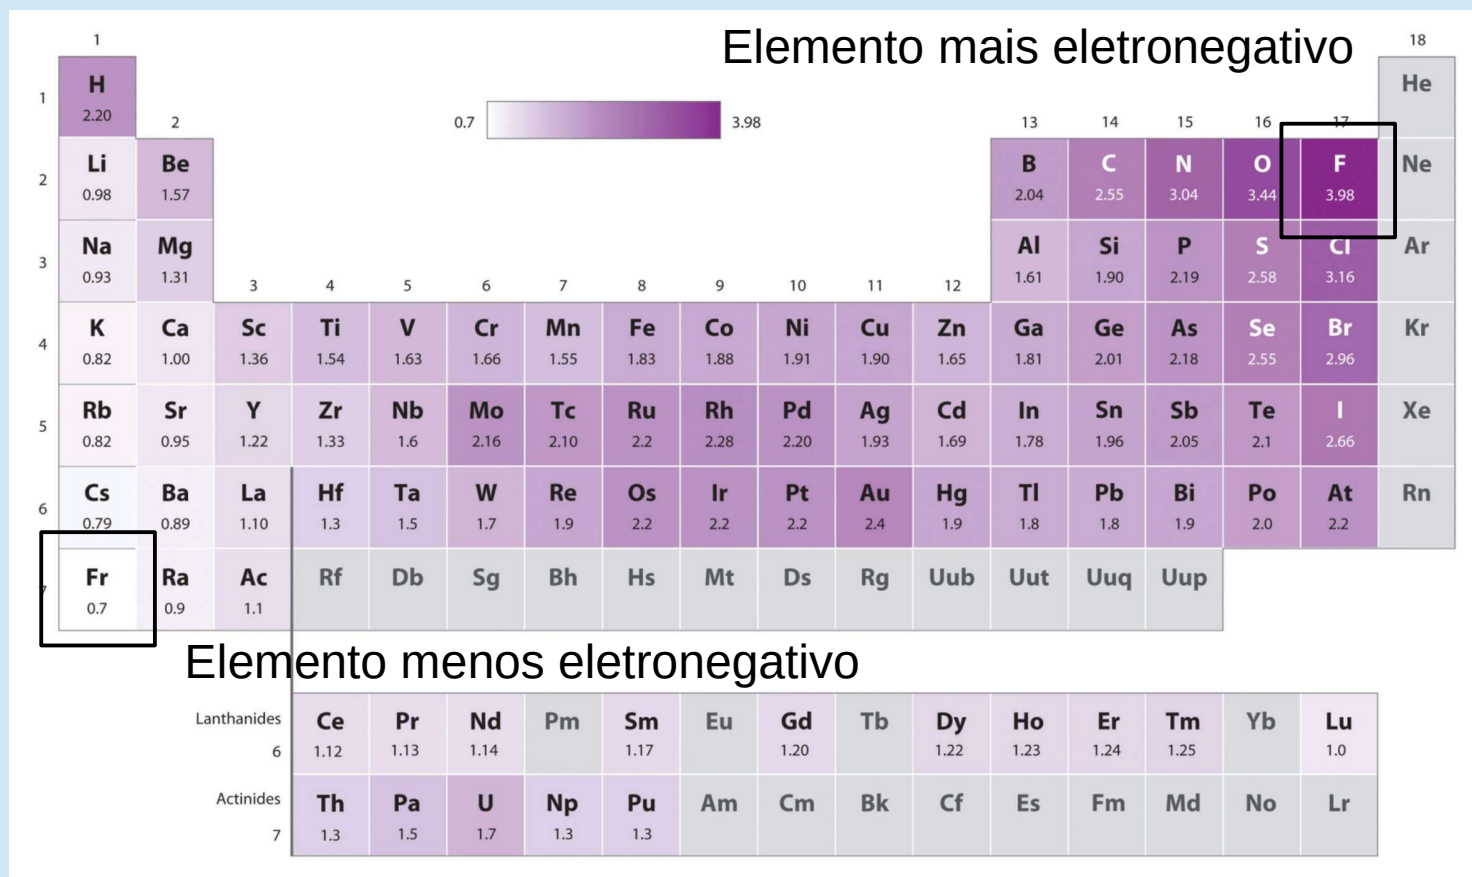 Elemento mais eletronegativo
1 18
1 H He
2.20
2 0.7 3.98 13 14 15 16 17
2 Li Be B C N O F Ne
0.98 1.57 2.04 2.55 3.04 3.44 3.98
3 Na Mg Al Si P S Cl Ar
0.93 1.31 3 4 5 6 7 8 9 10 11 12 1.61 1.90 2.19 2.58 3.16
4 K Ca Sc Ti V Cr Mn Fe Co Ni Cu Zn Ga Ge As Se Br Kr
0.82 1.00 1.36 1.54 1.63 1.66 1.55 1.83 1.88 1.91 1.90 1.65 1.81 2.01 2.18 2.55 2.96
5 Rb Sr Y Zr Nb Mo Tc Ru Rh Pd Ag Cd In Sn Sb Te I Xe
0.82 0.95 1.22 1.33 1.6 2.16 2.10 2.2 2.28 2.20 1.93 1.69 1.78 1.96 2.05 2.1 2.66
6 Cs Ba La Hf Ta W Re Os Ir Pt Au Hg Tl Pb Bi Po At Rn
0.79 0.89 1.10 1.3 1.5 1.7 1.9 2.2 2.2 2.2 2.4 1.9 1.8 1.8 1.9 2.0 2.2
7 Fr Ra Ac Rf Db Sg Bh Hs Mt Ds Rg Uub Uut Uuq Uup
0.7 0.9 1.1
Elemento menos eletronegativo
Lanthanides Ce Pr Nd Pm Sm Eu Gd Tb Dy Ho Er Tm Yb Lu
6 1.12 1.13 1.14 1.17 1.20 1.22 1.23 1.24 1.25 1.0
Actinides Th Pa U Np Pu Am Cm Bk Cf Es Fm Md No Lr
7 1.3 1.5 1.7 1.3 1.3